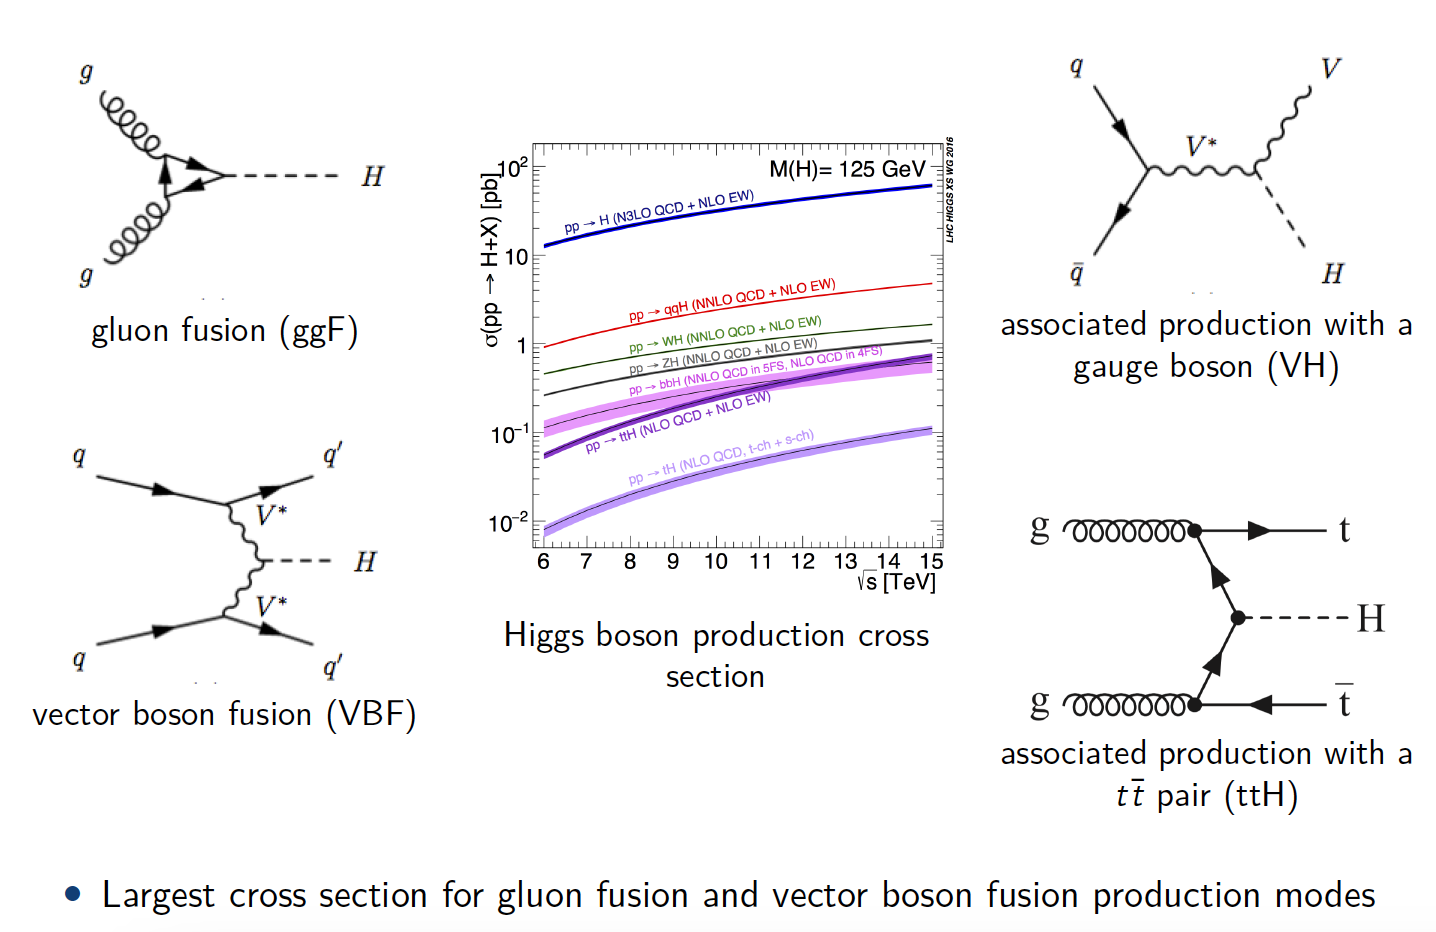 g
g
H
gluon fusion (ggF)
q
q
q′
q′
V*
V*
H
vector boson fusion (VBF)
σ(pp → H+X) [pb]
10²
10
1
10⁻¹
10⁻²
M(H)= 125 GeV
LHC HIGGS XS WG 2016
pp → H (N3LO QCD + NLO EW)
pp → qqH (NNLO QCD + NLO EW)
pp → WH (NNLO QCD + NLO EW)
pp → ZH (NNLO QCD + NLO EW)
pp → bbH (NNLO QCD in 5FS, NLO QCD in 4FS)
pp → ttH (NLO QCD + NLO EW)
pp → tH (NLO QCD, t-ch + s-ch)
6 7 8 9 10 11 12 13 14 15
√s [TeV]
Higgs boson production cross
section
q
q̄
V*
V
H
associated production with a
gauge boson (VH)
g
g
t
H
t̄
associated production with a
tt̄ pair (ttH)
• Largest cross section for gluon fusion and vector boson fusion production modes